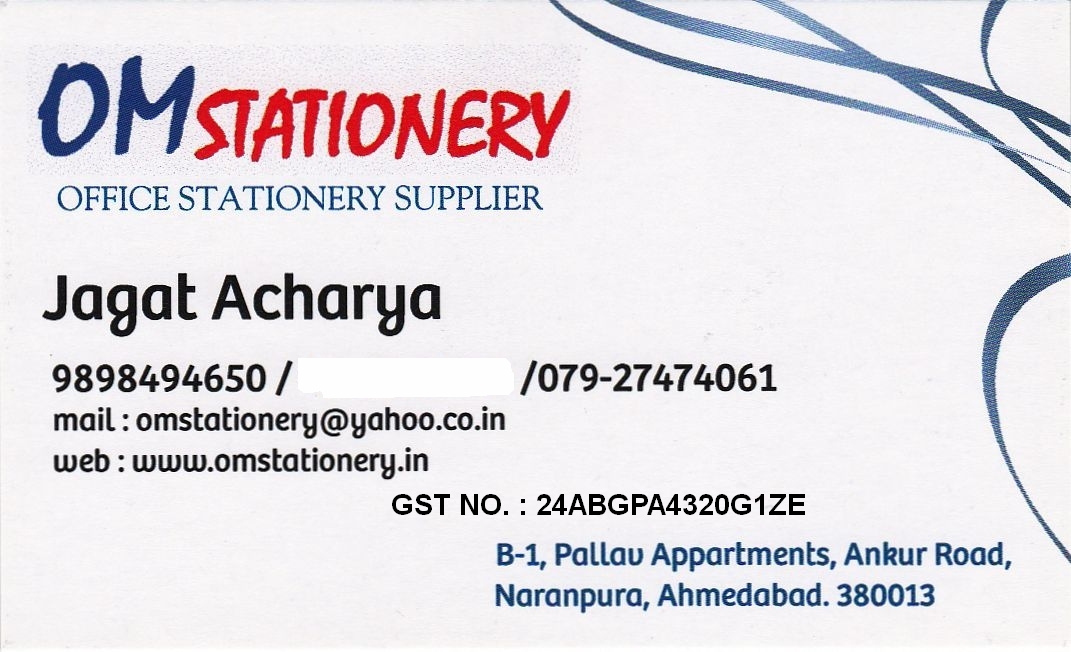 OM STATIONERY
OFFICE STATIONERY SUPPLIER
Jagat Acharya
9898494650 / /079-27474061
mail : omstationery@yahoo.co.in
web : www.omstationery.in
GST NO. : 24ABGPA4320G1ZE
B-1, Pallav Appartments, Ankur Road,
Naranpura, Ahmedabad. 380013